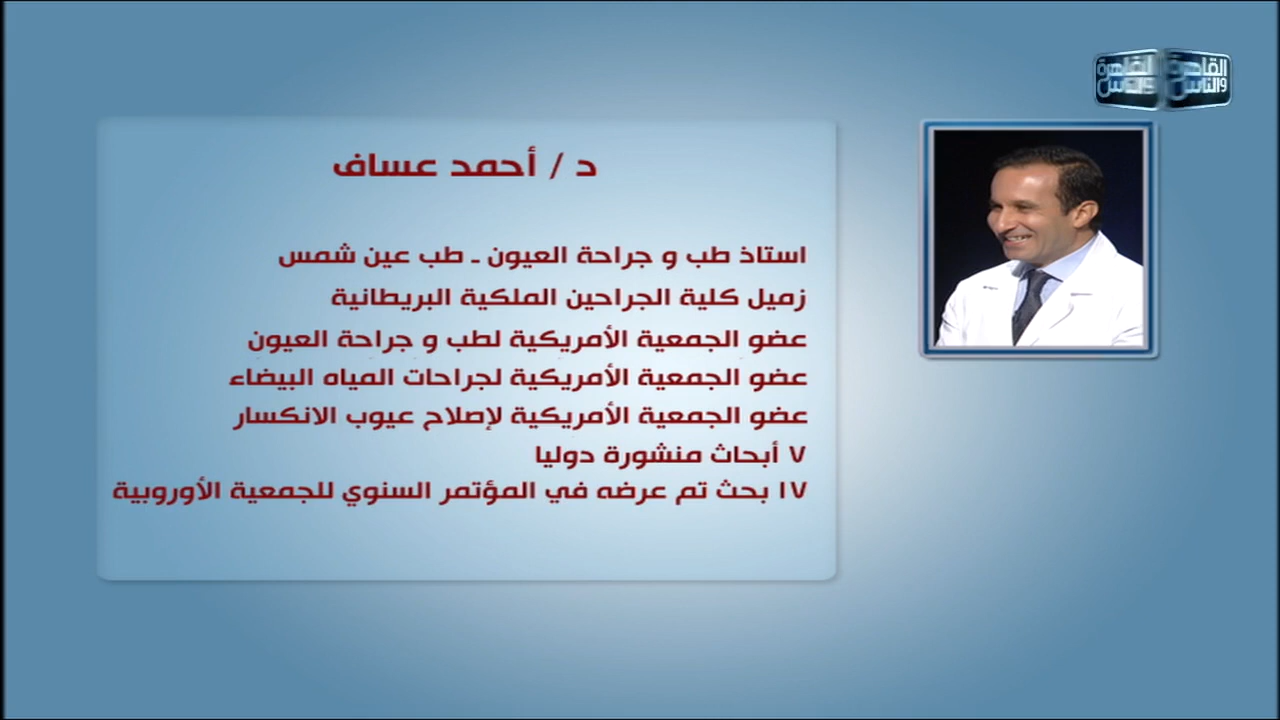 القاهرة والناس
القاهرة والناس
د / أحمد عساف
استاذ طب و جراحة العيون - طب عين شمس
زميل كلية الجراحين الملكية البريطانية
عضو الجمعية الأمريكية لطب و جراحة العيون
عضو الجمعية الأمريكية لجراحات المياه البيضاء
عضو الجمعية الأمريكية لإصلاح عيوب الانكسار
٧ أبحاث منشورة دوليا
١٧ بحث تم عرضه في المؤتمر السنوي للجمعية الأوروبية